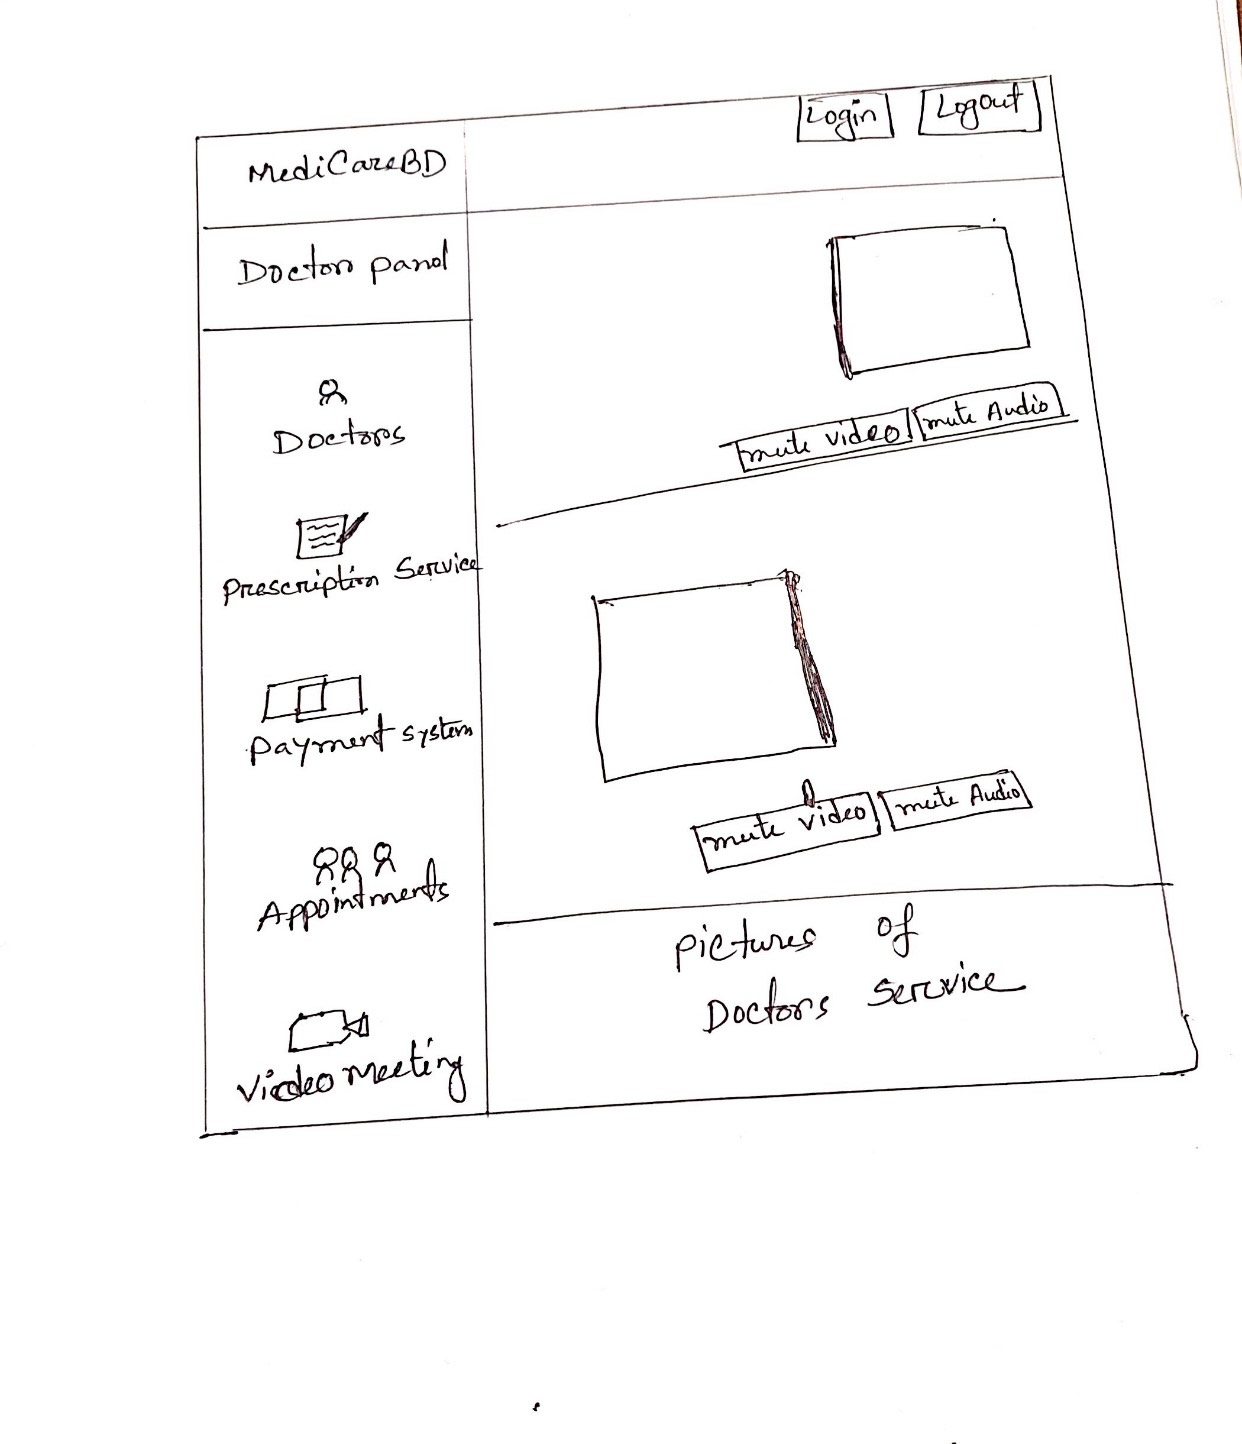 Login Logout
MediCareBD
Doctor panel
Doctors
mute video mute Audio
Prescription Service
Payment system
mute video mute Audio
Appointments
Pictures of
Doctors Service
Video Meeting